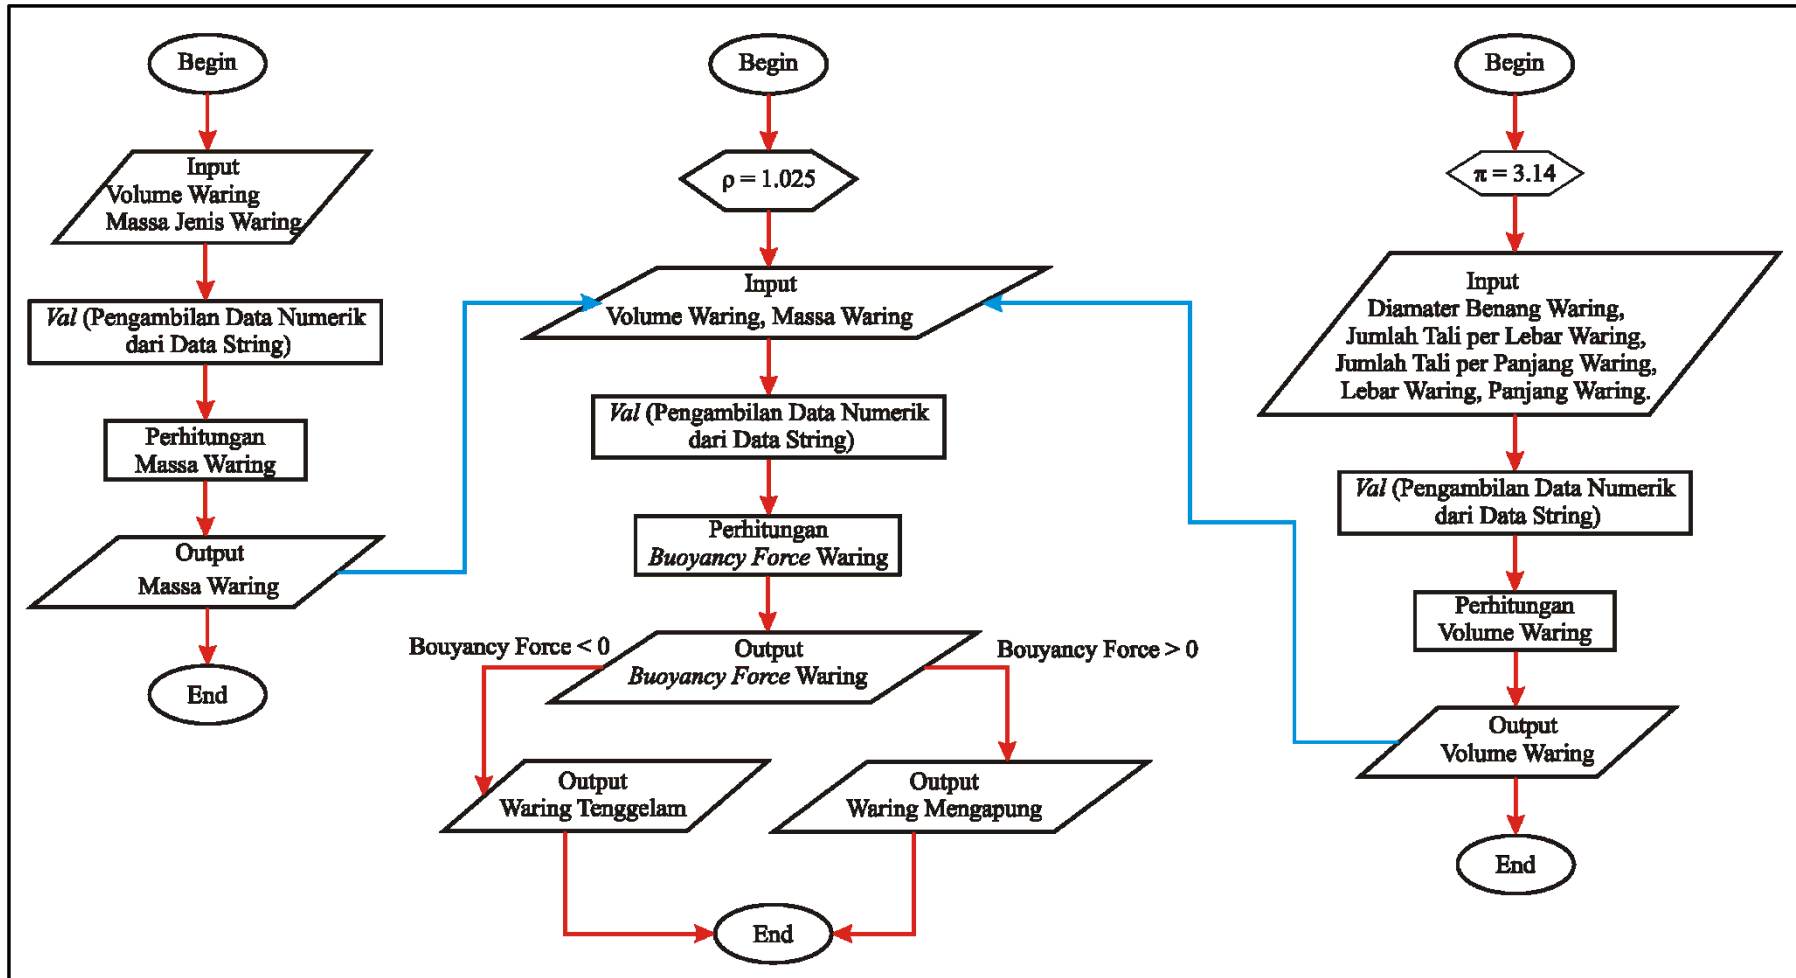 Begin
Input
Volume Waring
Massa Jenis Waring
Val (Pengambilan Data Numerik
dari Data String)
Perhitungan
Massa Waring
Output
Massa Waring
End
Begin
ρ = 1.025
Input
Volume Waring, Massa Waring
Val (Pengambilan Data Numerik
dari Data String)
Perhitungan
Buoyancy Force Waring
Output
Buoyancy Force Waring
Bouyancy Force < 0
Bouyancy Force > 0
Output
Waring Tenggelam
Output
Waring Mengapung
End
Begin
π = 3.14
Input
Diamater Benang Waring,
Jumlah Tali per Lebar Waring,
Jumlah Tali per Panjang Waring,
Lebar Waring, Panjang Waring.
Val (Pengambilan Data Numerik
dari Data String)
Perhitungan
Volume Waring
Output
Volume Waring
End